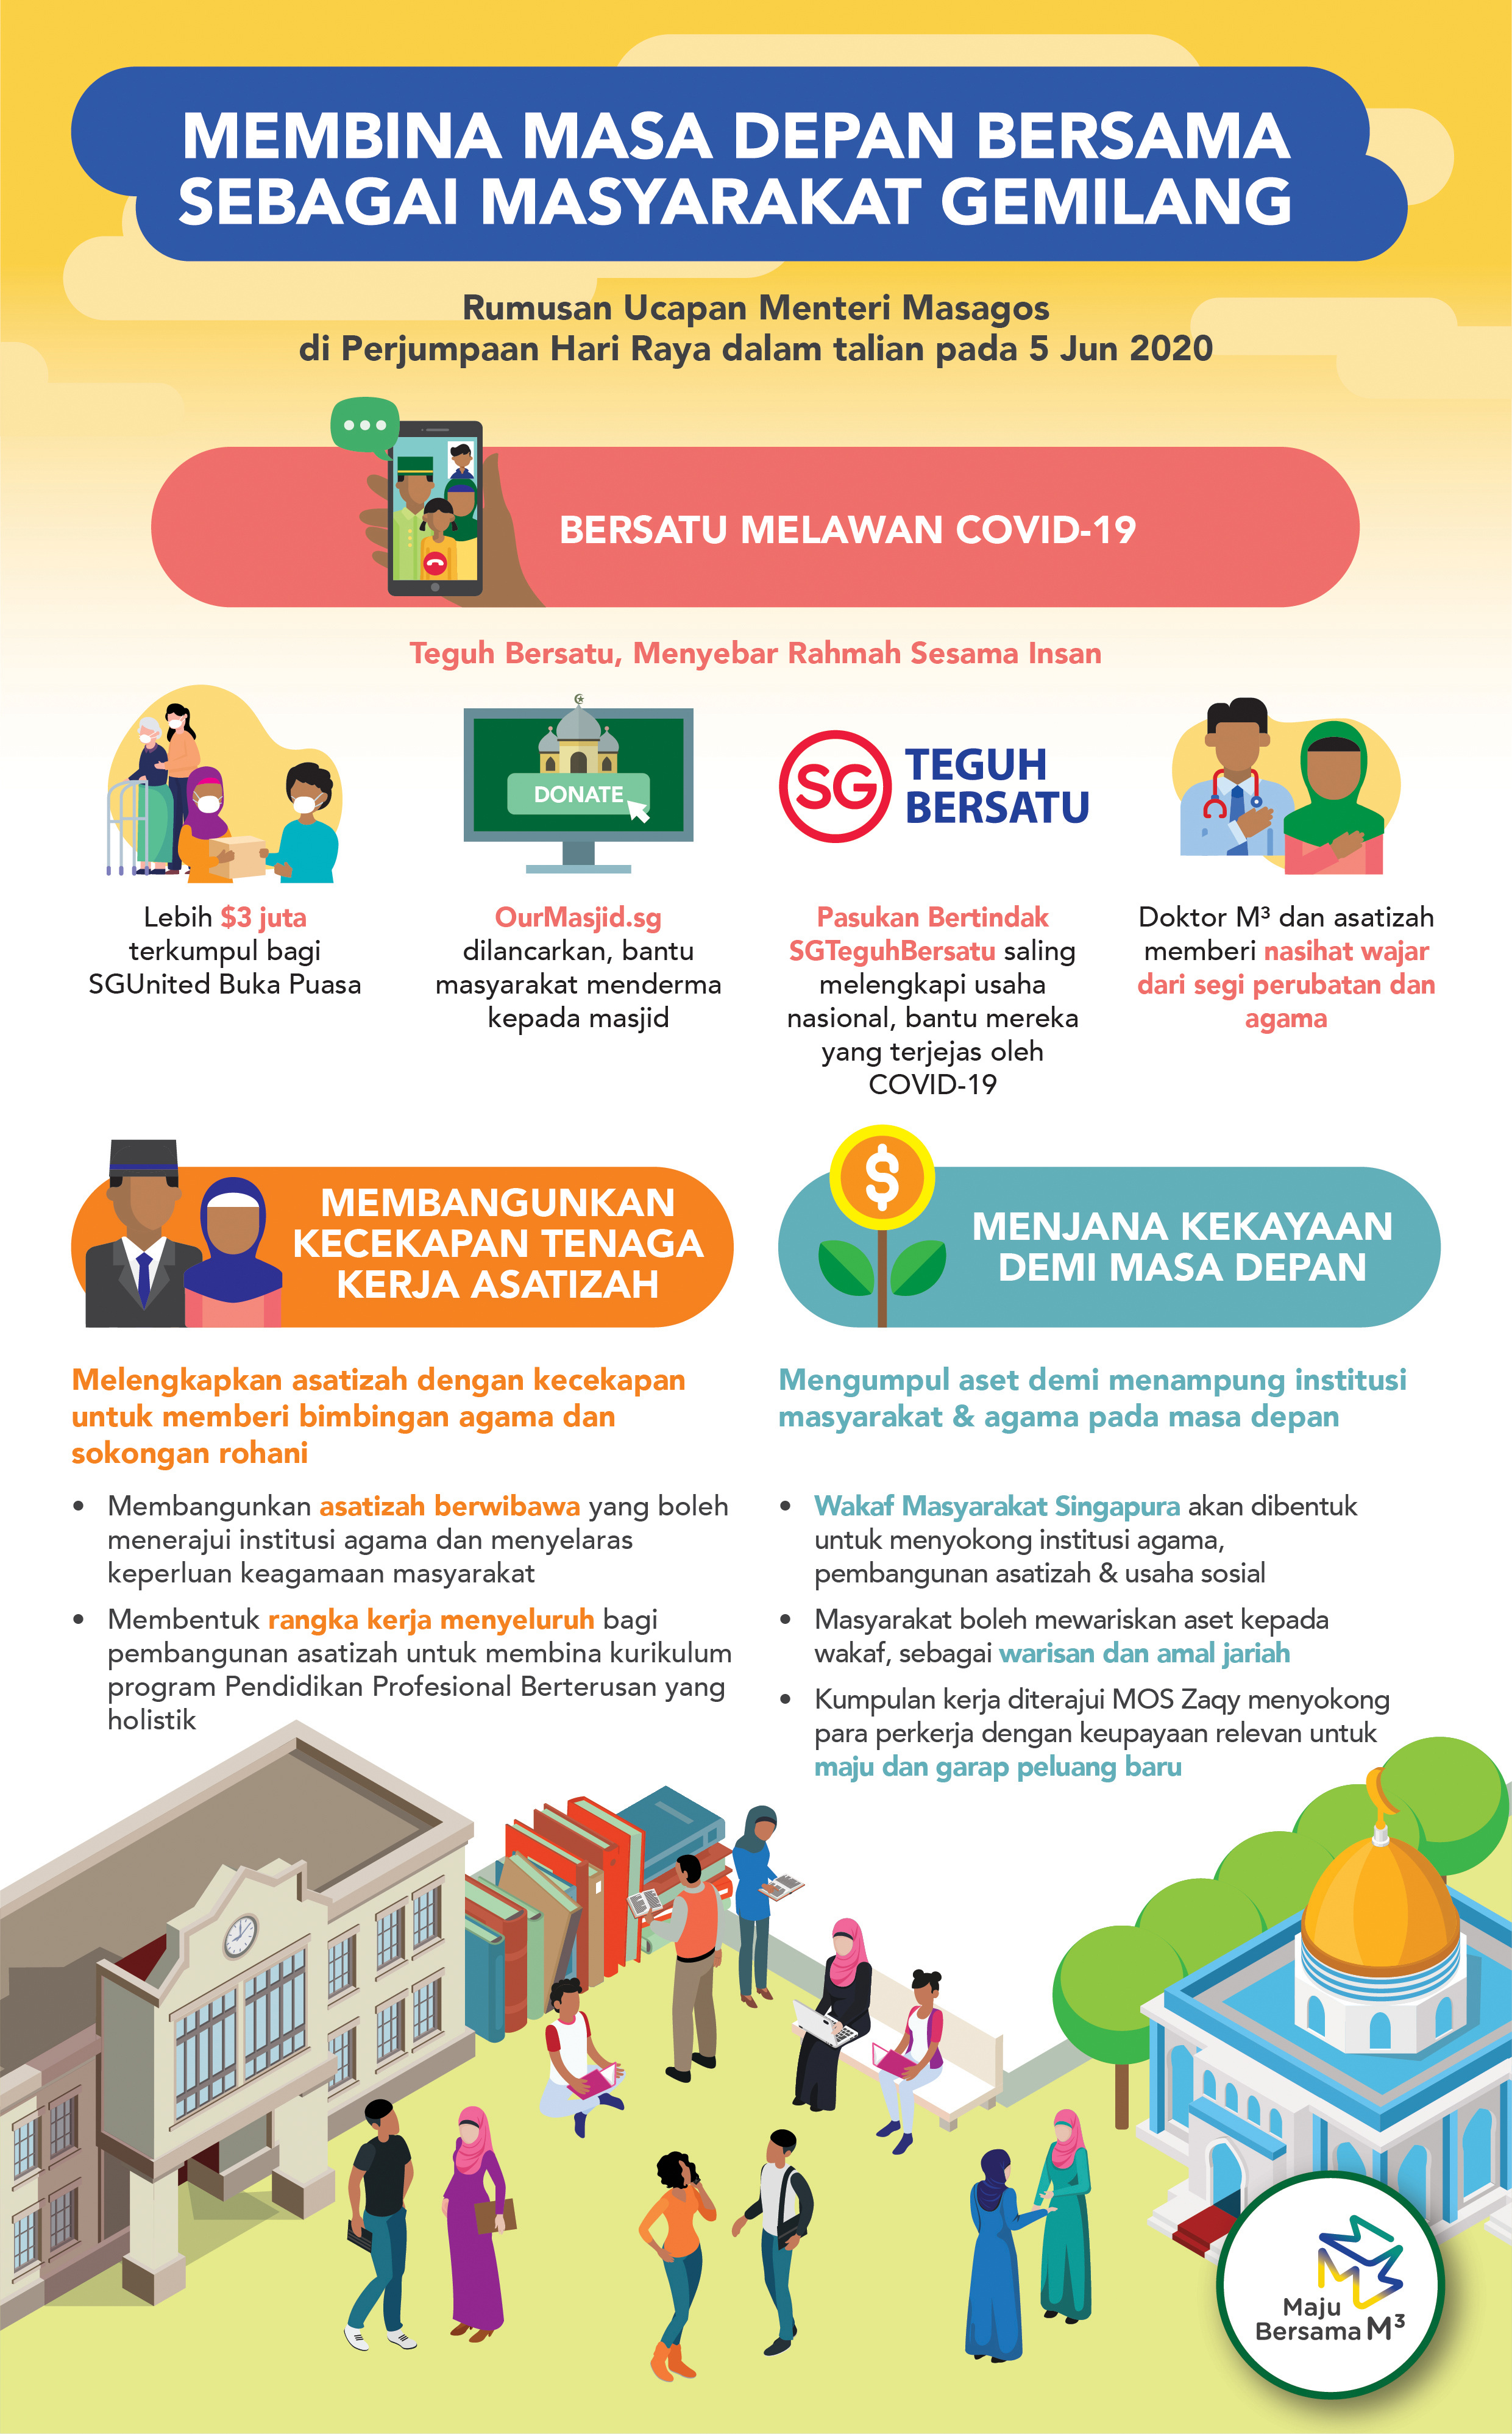 MEMBINA MASA DEPAN BERSAMA
SEBAGAI MASYARAKAT GEMILANG
Rumusan Ucapan Menteri Masagos
di Perjumpaan Hari Raya dalam talian pada 5 Jun 2020
BERSATU MELAWAN COVID-19
Teguh Bersatu, Menyebar Rahmah Sesama Insan
Lebih $3 juta
terkumpul bagi
SGUnited Buka Puasa
DONATE
OurMasjid.sg
dilancarkan, bantu
masyarakat menderma
kepada masjid
SG
TEGUH
BERSATU
Pasukan Bertindak
SGTeguhBersatu saling
melengkapi usaha
nasional, bantu mereka
yang terjejas oleh
COVID-19
Doktor M³ dan asatizah
memberi nasihat wajar
dari segi perubatan dan
agama
MEMBANGUNKAN
KECEKAPAN TENAGA
KERJA ASATIZAH
Melengkapkan asatizah dengan kecekapan
untuk memberi bimbingan agama dan
sokongan rohani
• Membangunkan asatizah berwibawa yang boleh
menerajui institusi agama dan menyelaras
keperluan keagamaan masyarakat
• Membentuk rangka kerja menyeluruh bagi
pembangunan asatizah untuk membina kurikulum
program Pendidikan Profesional Berterusan yang
holistik
$
MENJANA KEKAYAAN
DEMI MASA DEPAN
Mengumpul aset demi menampung institusi
masyarakat & agama pada masa depan
• Wakaf Masyarakat Singapura akan dibentuk
untuk menyokong institusi agama,
pembangunan asatizah & usaha sosial
• Masyarakat boleh mewariskan aset kepada
wakaf, sebagai warisan dan amal jariah
• Kumpulan kerja diterajui MOS Zaqy menyokong
para perkerja dengan keupayaan relevan untuk
maju dan garap peluang baru
Maju
Bersama M³